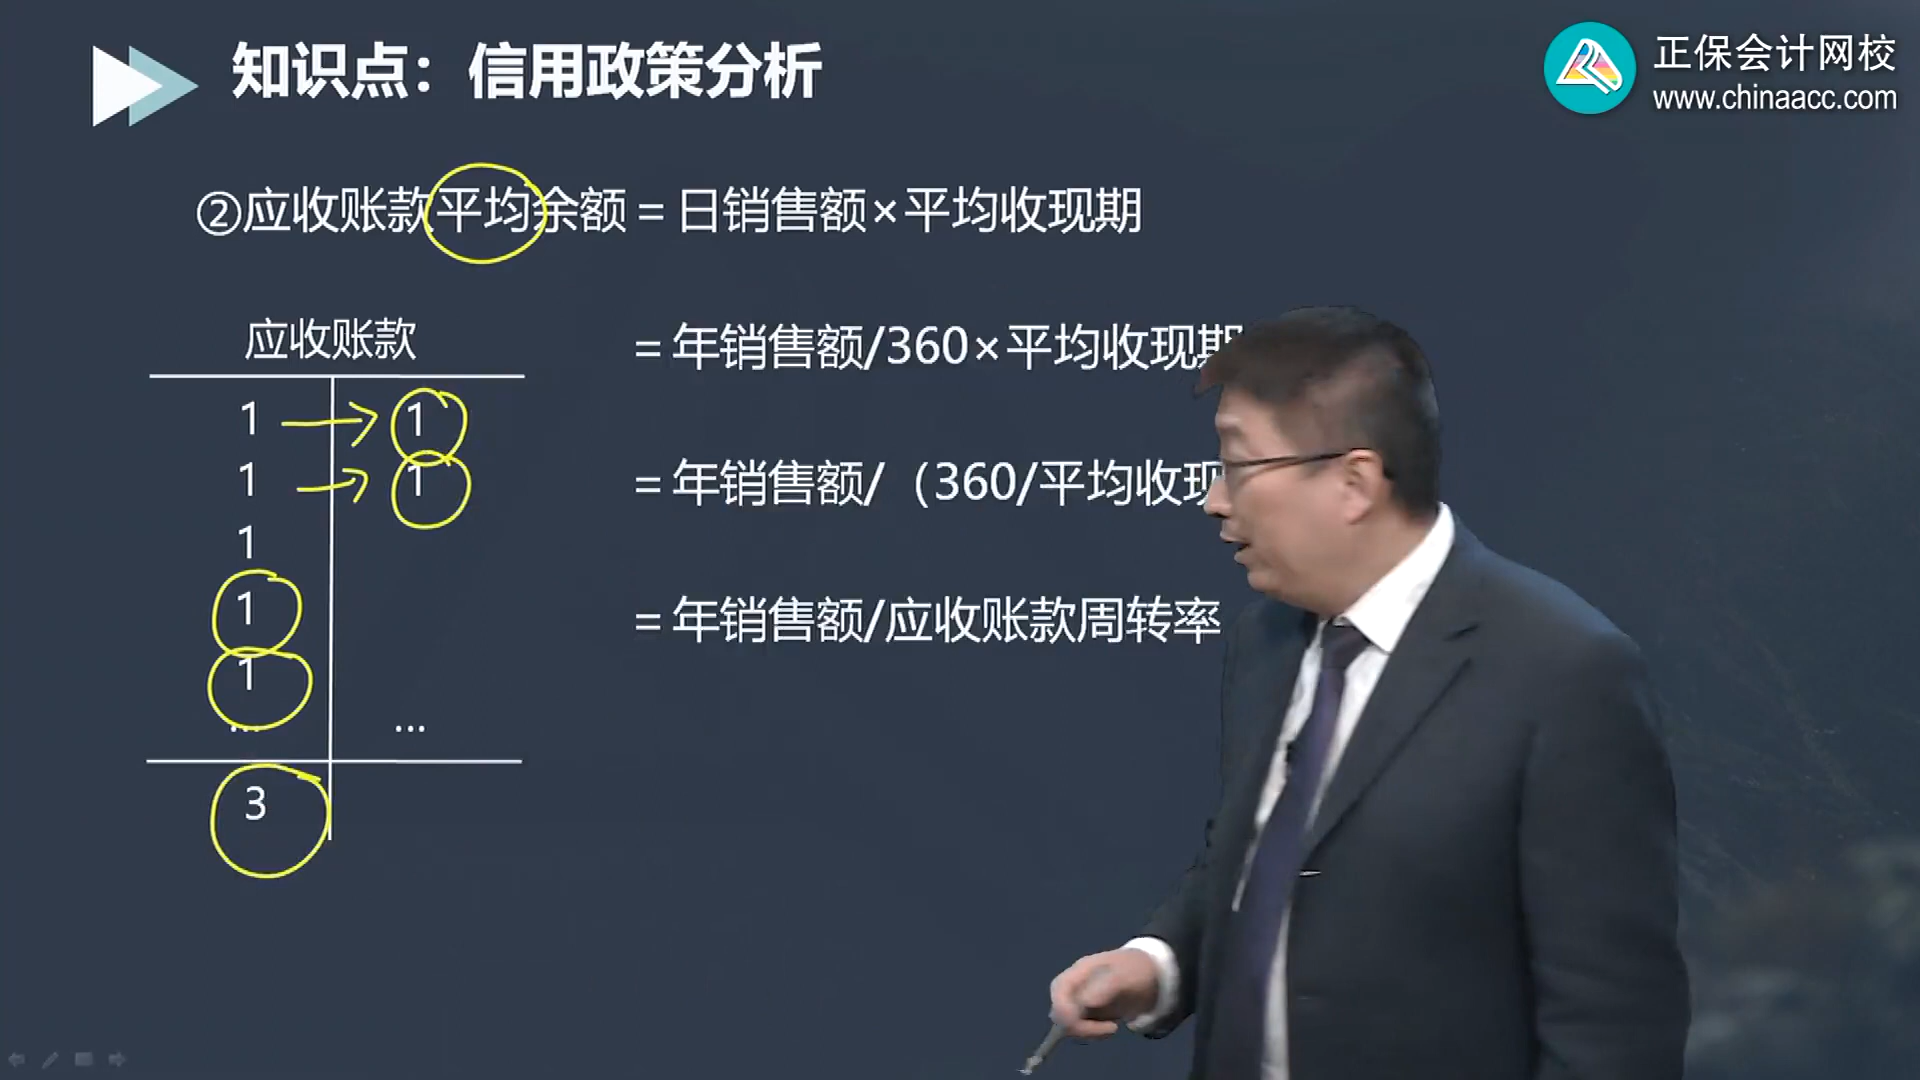 知识点：信用政策分析
正保会计网校
www.chinaacc.com
②应收账款平均余额＝日销售额×平均收现期
应收账款
＝年销售额/360×平均收现期
1 1
1 1
＝年销售额/（360/平均收现
1
1
＝年销售额/应收账款周转率
1
... ...
3